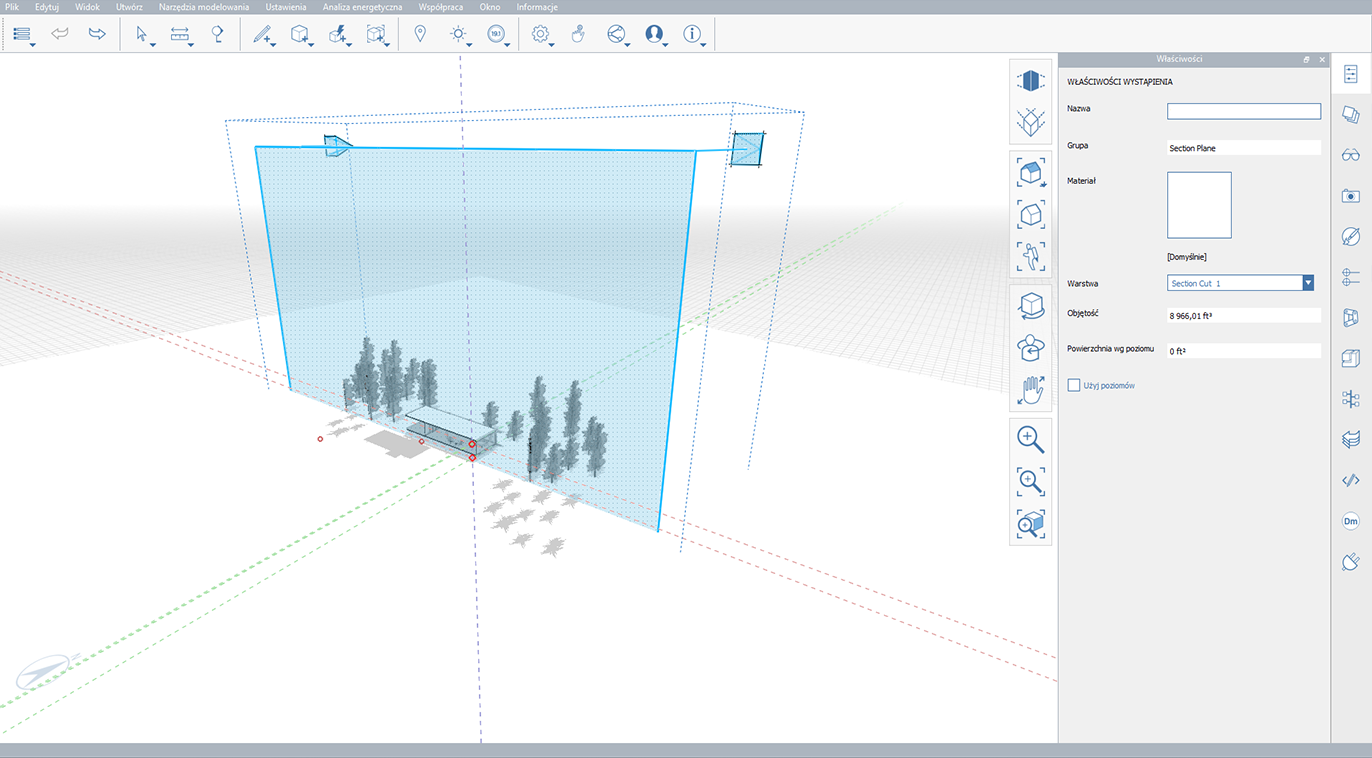 Plik Edytuj Widok Utwórz Narzędzia modelowania Ustawienia Analiza energetyczna Współpraca Okno Informacje
19.1
Właściwości
WŁAŚCIWOŚCI WYSTĄPIENIA
Nazwa
Grupa Section Plane
Materiał
[Domyślnie]
Warstwa Section Cut 1
Objętość 8 966,01 ft³
Powierzchnia wg poziomu 0 ft²
Użyj poziomów
Dm